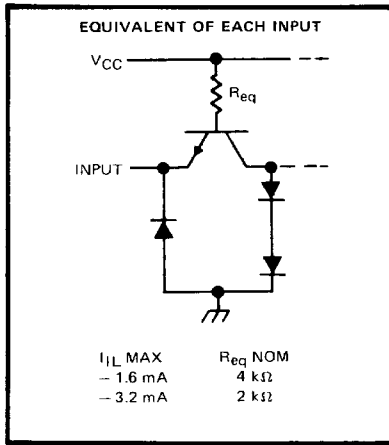 EQUIVALENT OF EACH INPUT
VCC
Req
INPUT
IIL MAX Req NOM
– 1.6 mA 4 kΩ
– 3.2 mA 2 kΩ